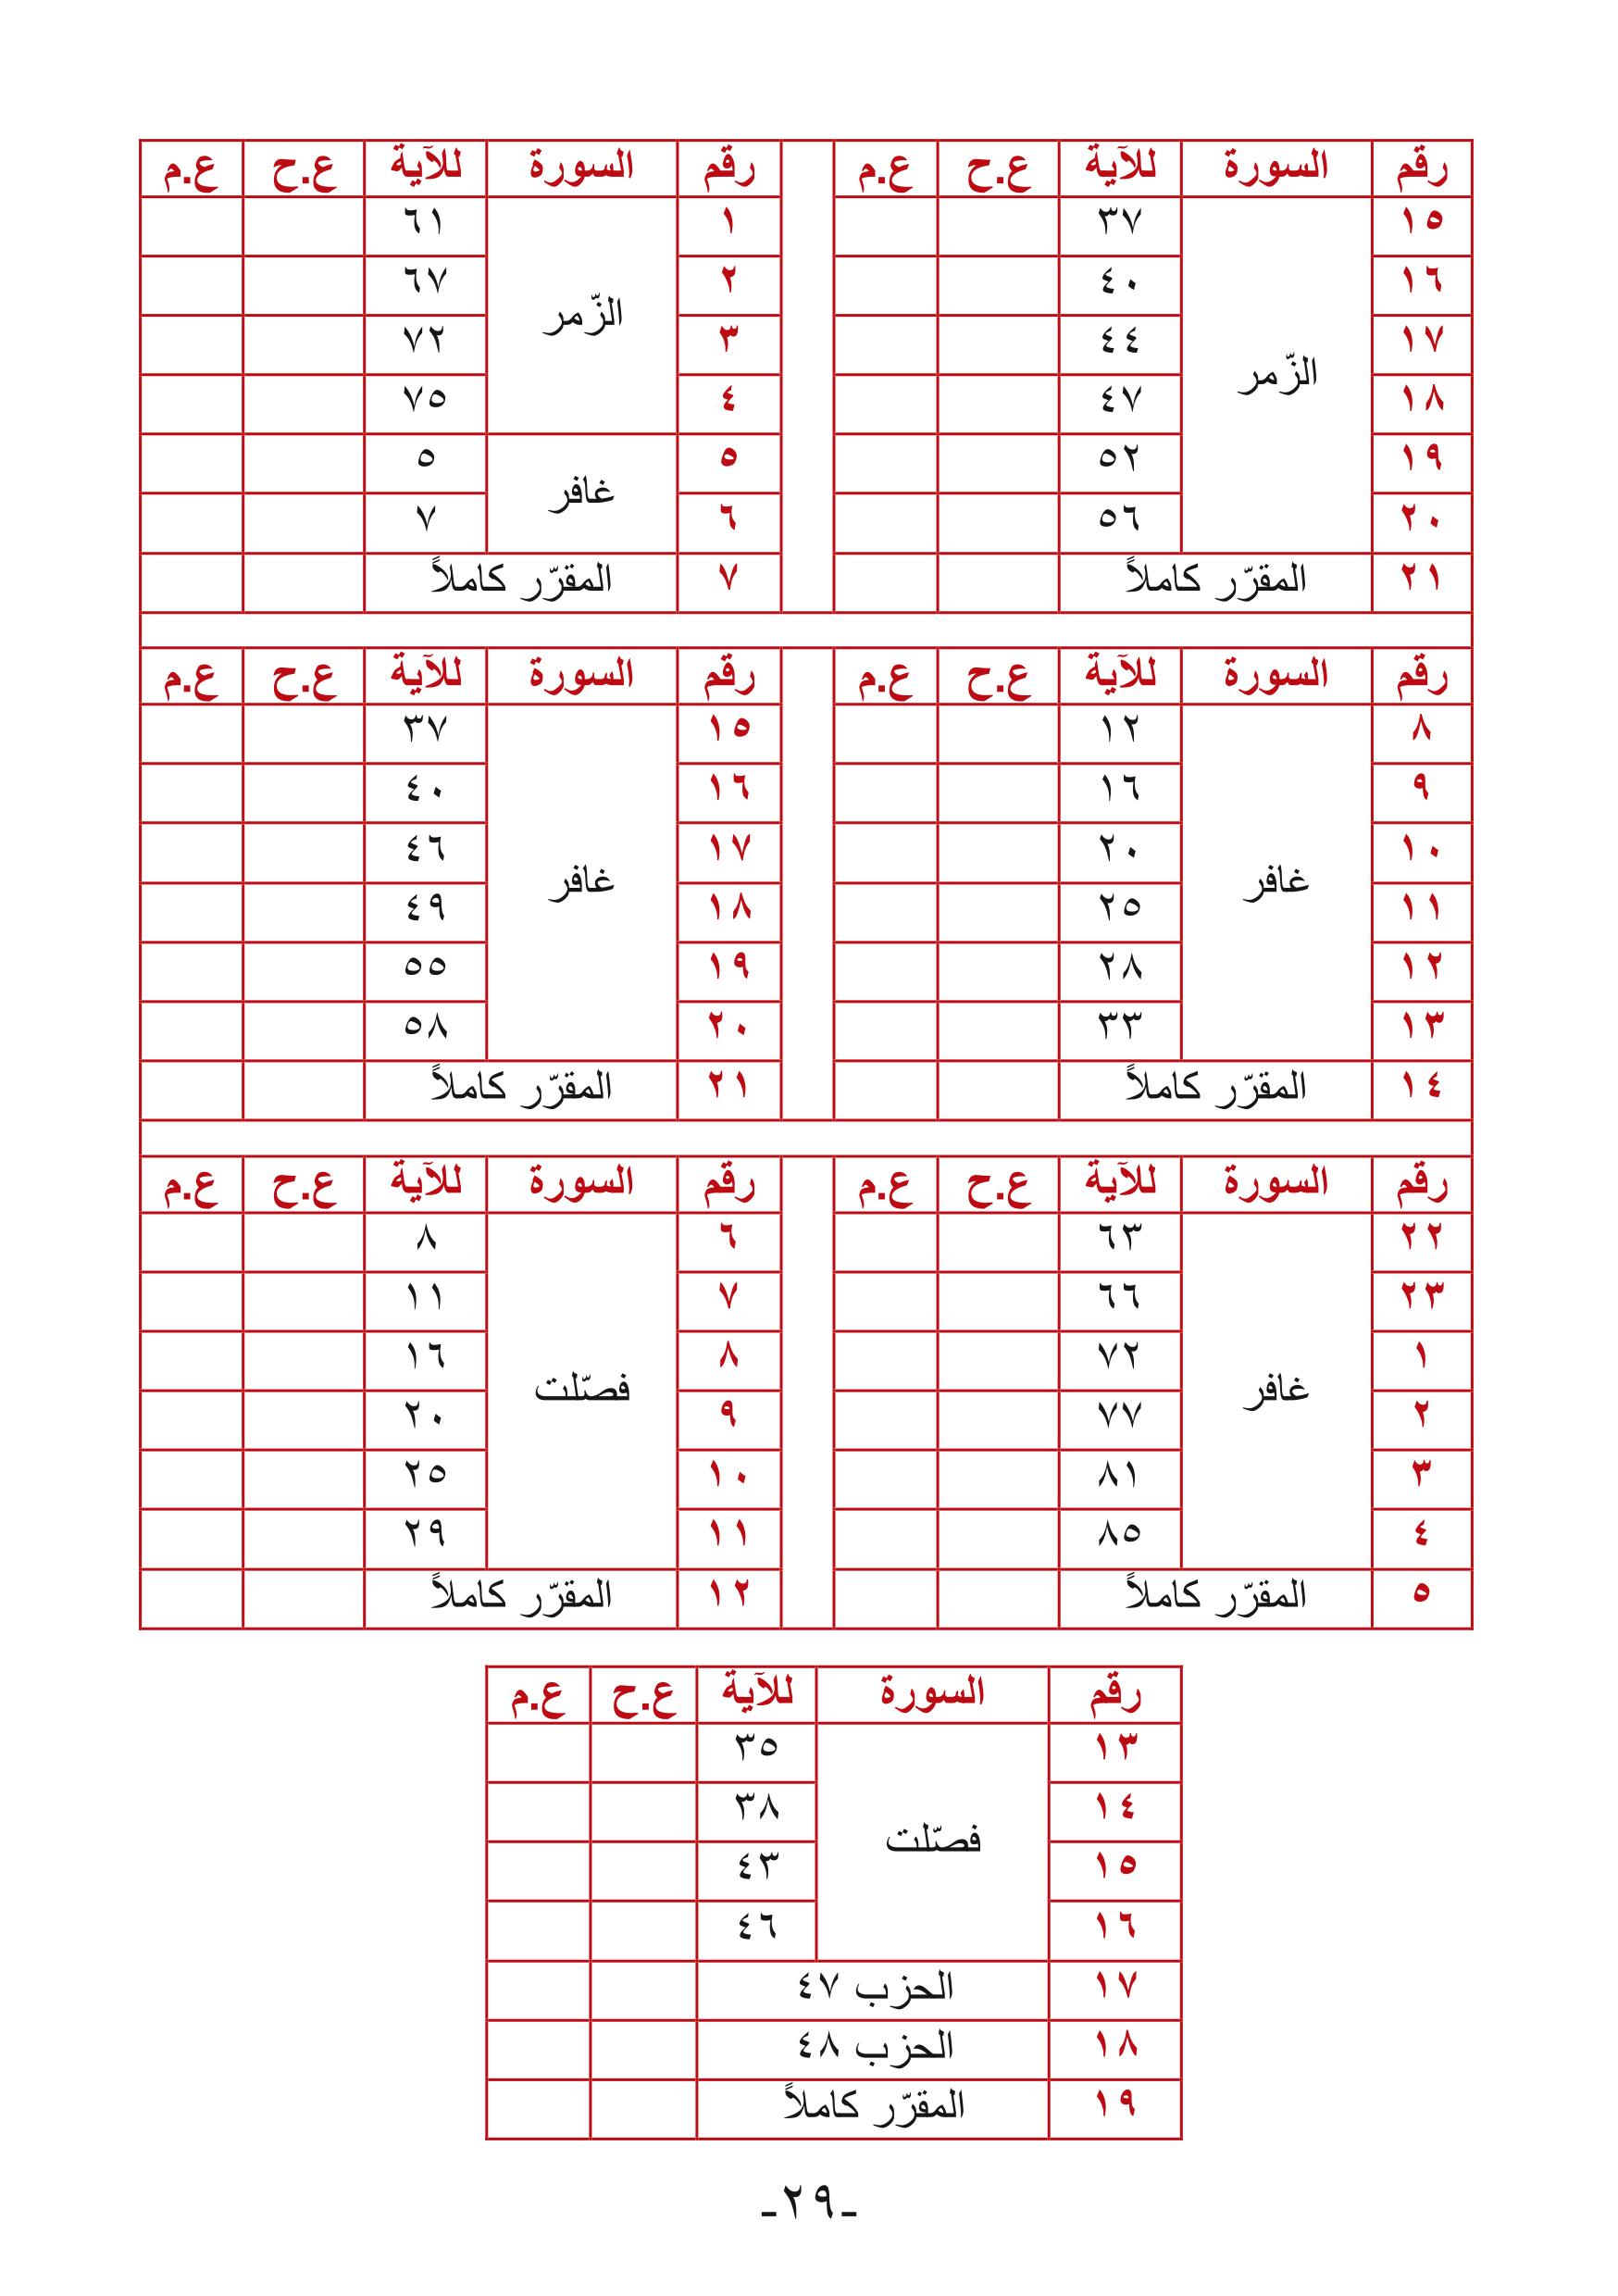 رقم السورة للآية ع.ح ع.م رقم السورة للآية ع.ح ع.م
١٥ الزّمر ٣٧ ١ الزّمر ٦١
١٦ ٤٠ ٢ ٦٧
١٧ ٤٤ ٣ ٧٢
١٨ ٤٧ ٤ ٧٥
١٩ ٥٢ ٥ غافر ٥
٢٠ ٥٦ ٦ ٧
٢١ المقرّر كاملاً ٧ المقرّر كاملاً
رقم السورة للآية ع.ح ع.م رقم السورة للآية ع.ح ع.م
٨ غافر ١٢ ١٥ غافر ٣٧
٩ ١٦ ١٦ ٤٠
١٠ ٢٠ ١٧ ٤٦
١١ ٢٥ ١٨ ٤٩
١٢ ٢٨ ١٩ ٥٥
١٣ ٣٣ ٢٠ ٥٨
١٤ المقرّر كاملاً ٢١ المقرّر كاملاً
رقم السورة للآية ع.ح ع.م رقم السورة للآية ع.ح ع.م
٢٢ غافر ٦٣ ٦ فصّلت ٨
٢٣ ٦٦ ٧ ١١
١ ٧٢ ٨ ١٦
٢ ٧٧ ٩ ٢٠
٣ ٨١ ١٠ ٢٥
٤ ٨٥ ١١ ٢٩
٥ المقرّر كاملاً ١٢ المقرّر كاملاً
رقم السورة للآية ع.ح ع.م
١٣ فصّلت ٣٥
١٤ ٣٨
١٥ ٤٣
١٦ ٤٦
١٧ الحزب ٤٧
١٨ الحزب ٤٨
١٩ المقرّر كاملاً
-٢٩-